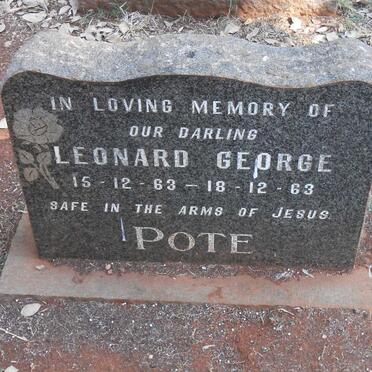 IN LOVING MEMORY OF
OUR DARLING
LEONARD GEORGE
15-12-63-18-12-63
SAFE IN THE ARMS OF JESUS
POTE